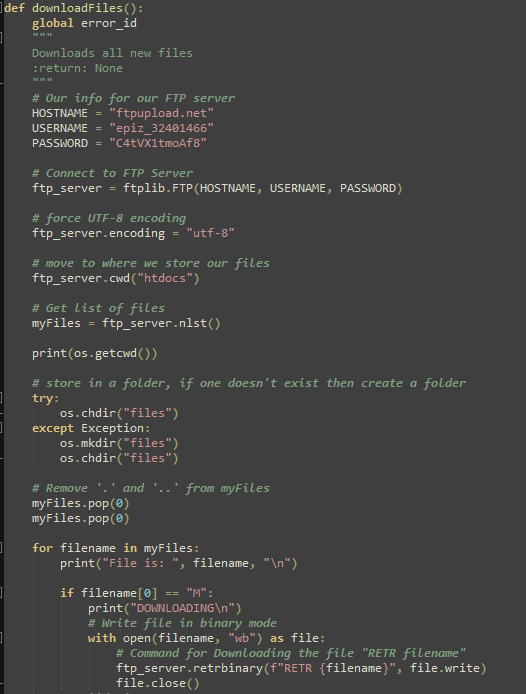 def downloadFiles():
    global error_id
    """
    Downloads all new files
    :return: None
    """
    # Our info for our FTP server
    HOSTNAME = "ftpupload.net"
    USERNAME = "epiz_32401466"
    PASSWORD = "C4tVX1tmoAf8"

    # Connect to FTP Server
    ftp_server = ftplib.FTP(HOSTNAME, USERNAME, PASSWORD)

    # force UTF-8 encoding
    ftp_server.encoding = "utf-8"

    # move to where we store our files
    ftp_server.cwd("htdocs")

    # Get list of files
    myFiles = ftp_server.nlst()

    print(os.getcwd())

    # store in a folder, if one doesn't exist then create a folder
    try:
        os.chdir("files")
    except Exception:
        os.mkdir("files")
        os.chdir("files")

    # Remove '.' and '..' from myFiles
    myFiles.pop(0)
    myFiles.pop(0)

    for filename in myFiles:
        print("File is: ", filename, "\n")

        if filename[0] == "M":
            print("DOWNLOADING\n")
            # Write file in binary mode
            with open(filename, "wb") as file:
                # Command for Downloading the file "RETR filename"
                ftp_server.retrbinary(f"RETR {filename}", file.write)
                file.close()